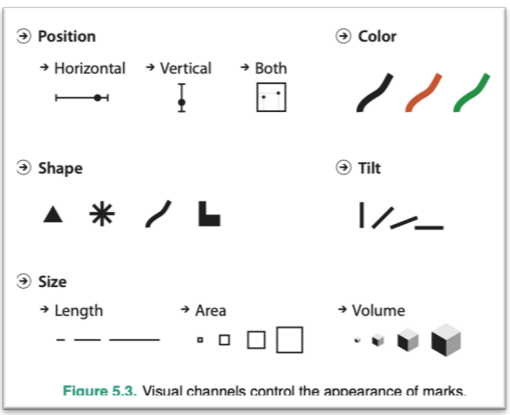 Position
Color
→ Horizontal → Vertical → Both
Shape
Tilt
Size
→ Length → Area → Volume
Figure 5.3. Visual channels control the appearance of marks.